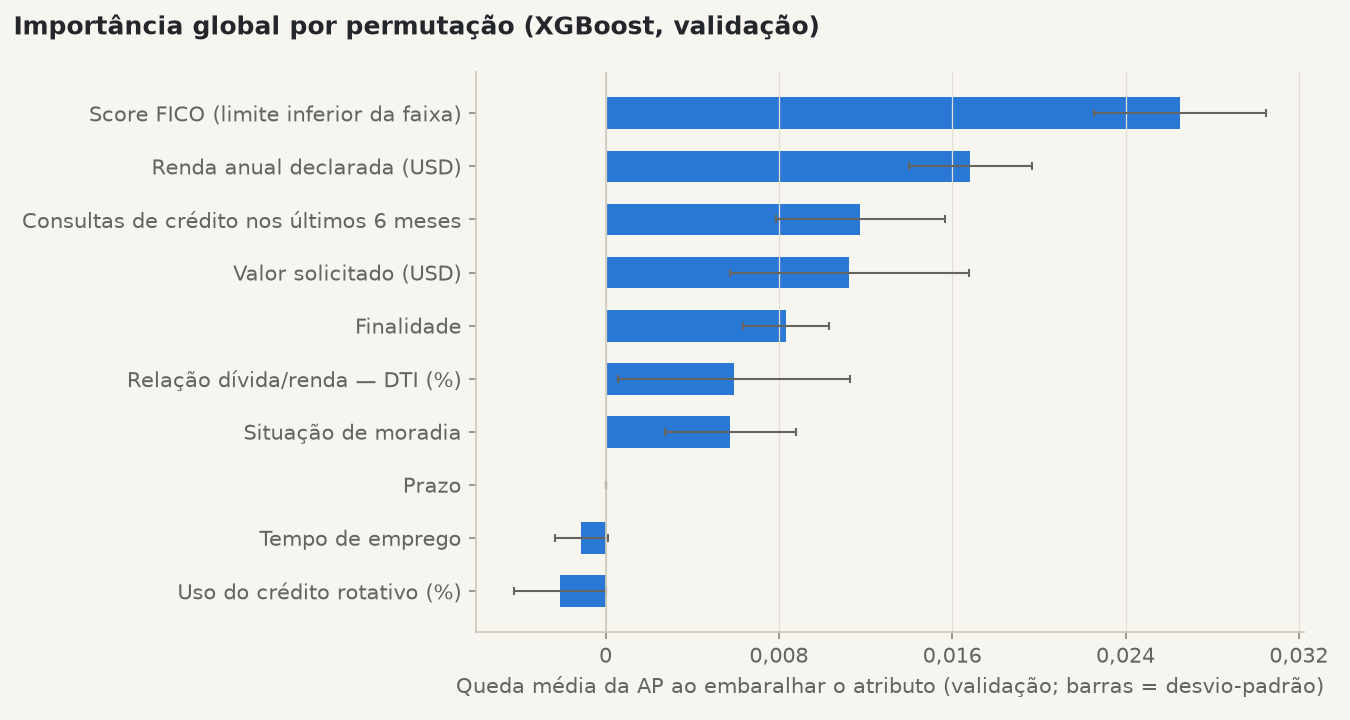 Importância global por permutação (XGBoost, validação)
Score FICO (limite inferior da faixa)
Renda anual declarada (USD)
Consultas de crédito nos últimos 6 meses
Valor solicitado (USD)
Finalidade
Relação dívida/renda — DTI (%)
Situação de moradia
Prazo
Tempo de emprego
Uso do crédito rotativo (%)
0 0,008 0,016 0,024 0,032
Queda média da AP ao embaralhar o atributo (validação; barras = desvio-padrão)